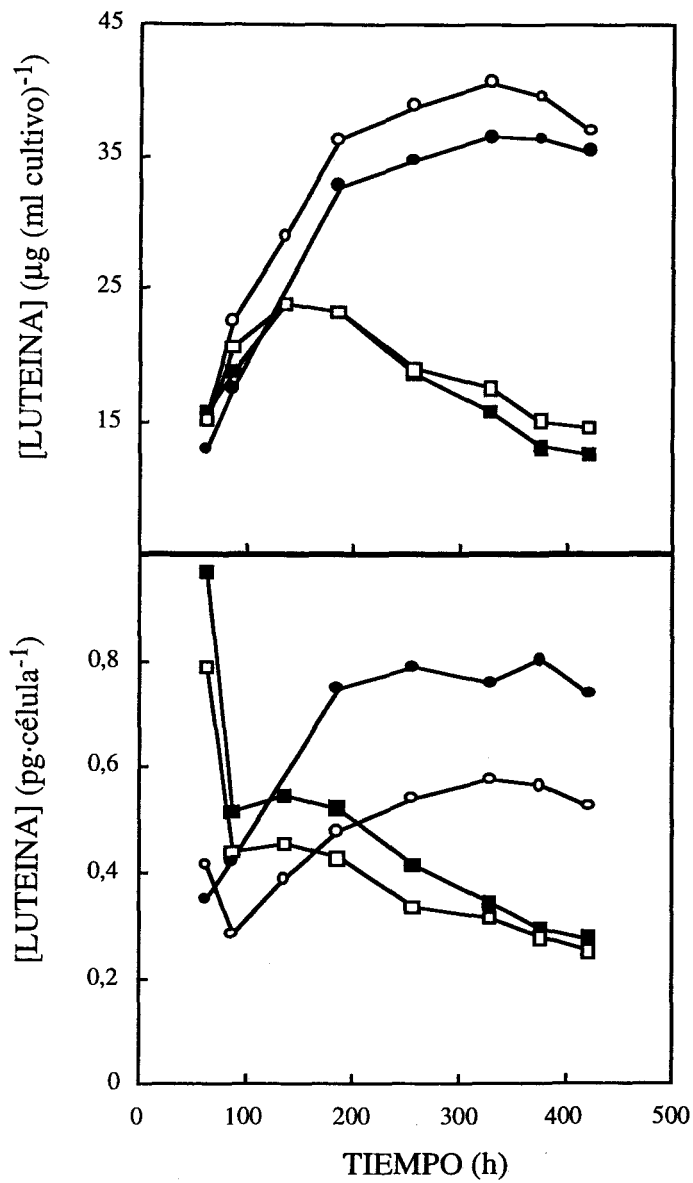 45
35
25
15
[LUTEINA] (µg (ml cultivo)⁻¹)
0,8
0,6
0,4
0,2
0
[LUTEINA] (pg·célula⁻¹)
0 100 200 300 400 500
TIEMPO (h)